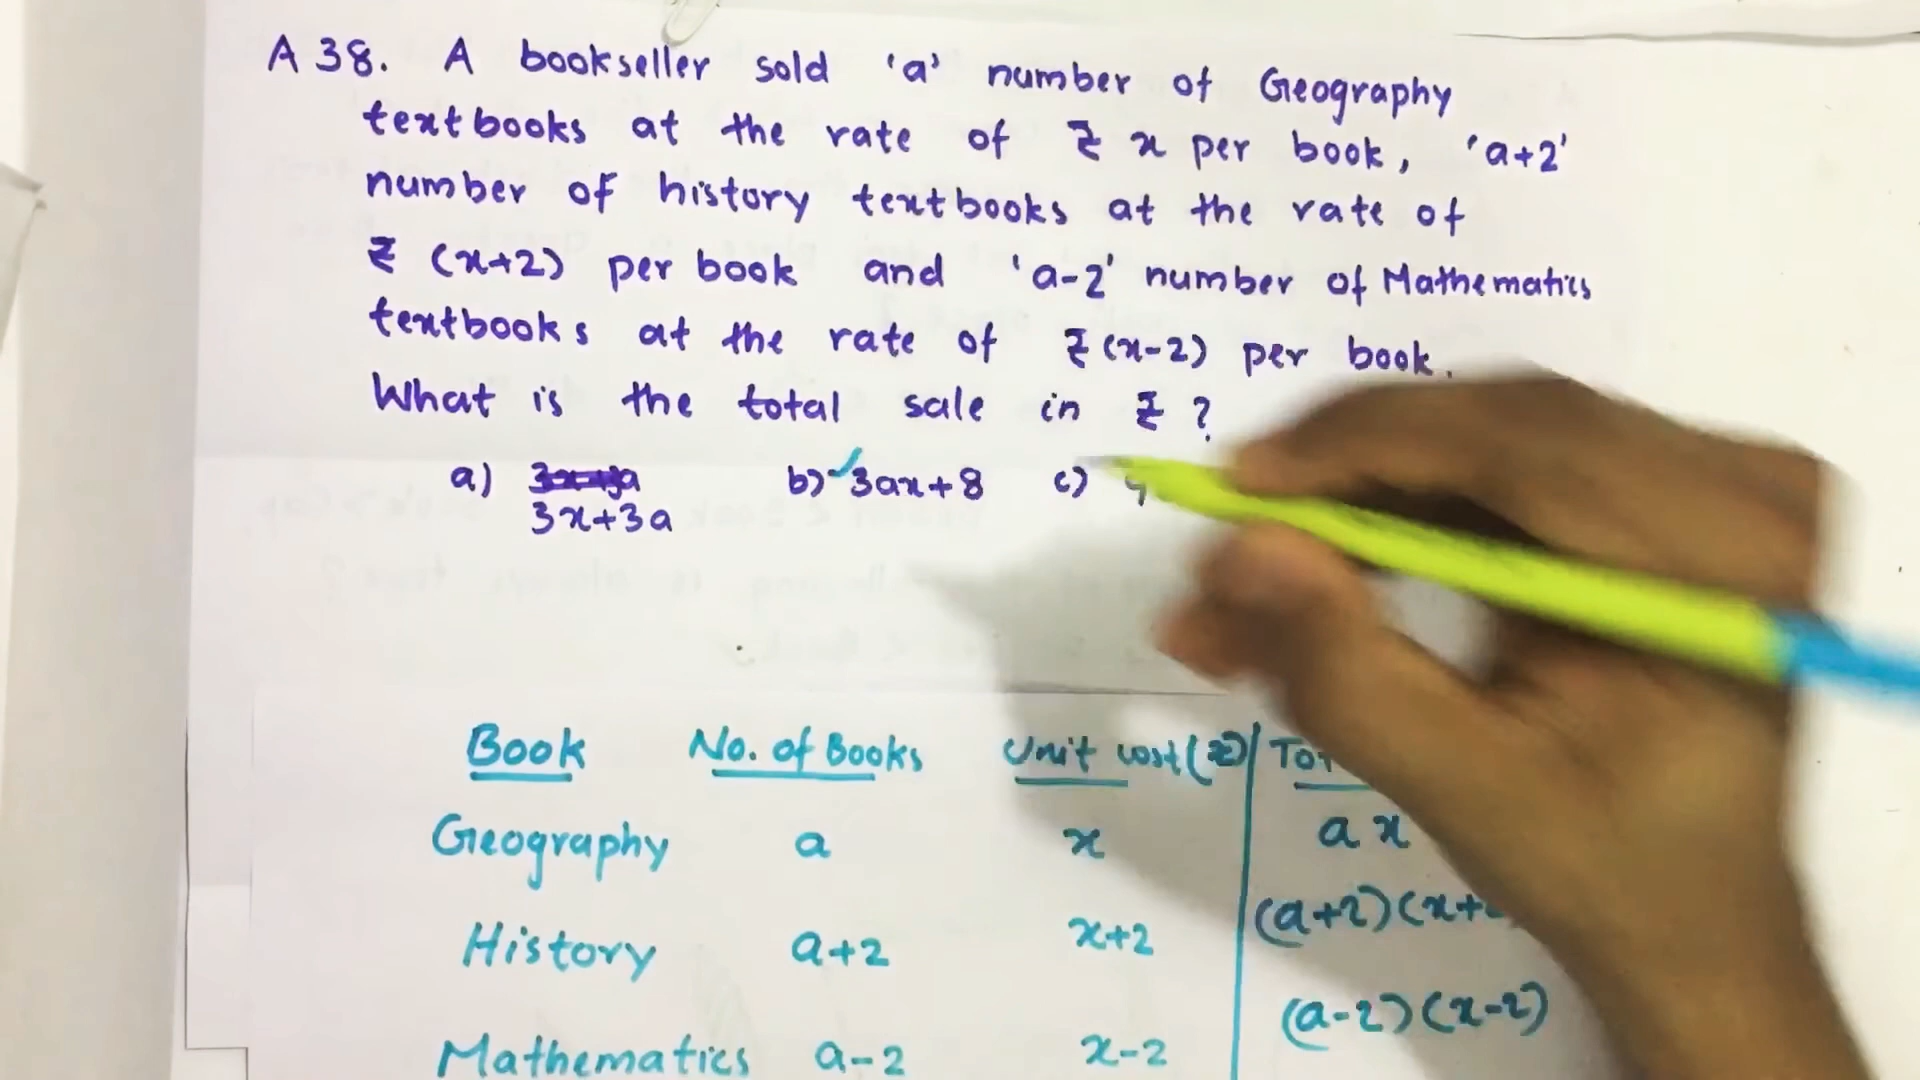 A 38. A bookseller sold 'a' number of Geography
textbooks at the rate of ₹ x per book, 'a+2'
number of history textbooks at the rate of
₹ (x+2) per book and 'a-2' number of Mathematics
textbooks at the rate of ₹(x-2) per book.
What is the total sale in ₹ ?
a) 3x+3a b) 3ax+8 c)
3x+3a
Book No. of Books Unit cost(₹)
Geography a x ax
History a+2 x+2 (a+2)(x+
Mathematics a-2 x-2 (a-2)(x-2)